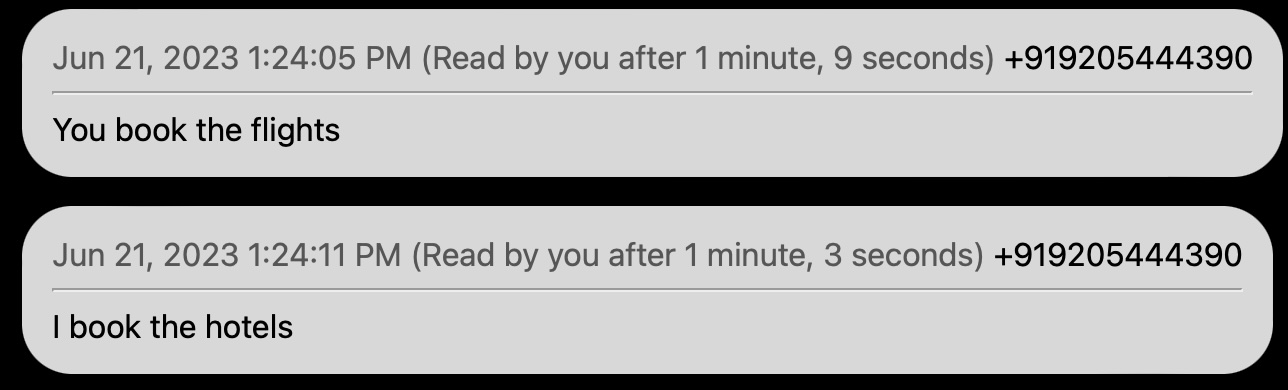 Jun 21, 2023 1:24:05 PM (Read by you after 1 minute, 9 seconds) +919205444390
You book the flights
Jun 21, 2023 1:24:11 PM (Read by you after 1 minute, 3 seconds) +919205444390
I book the hotels